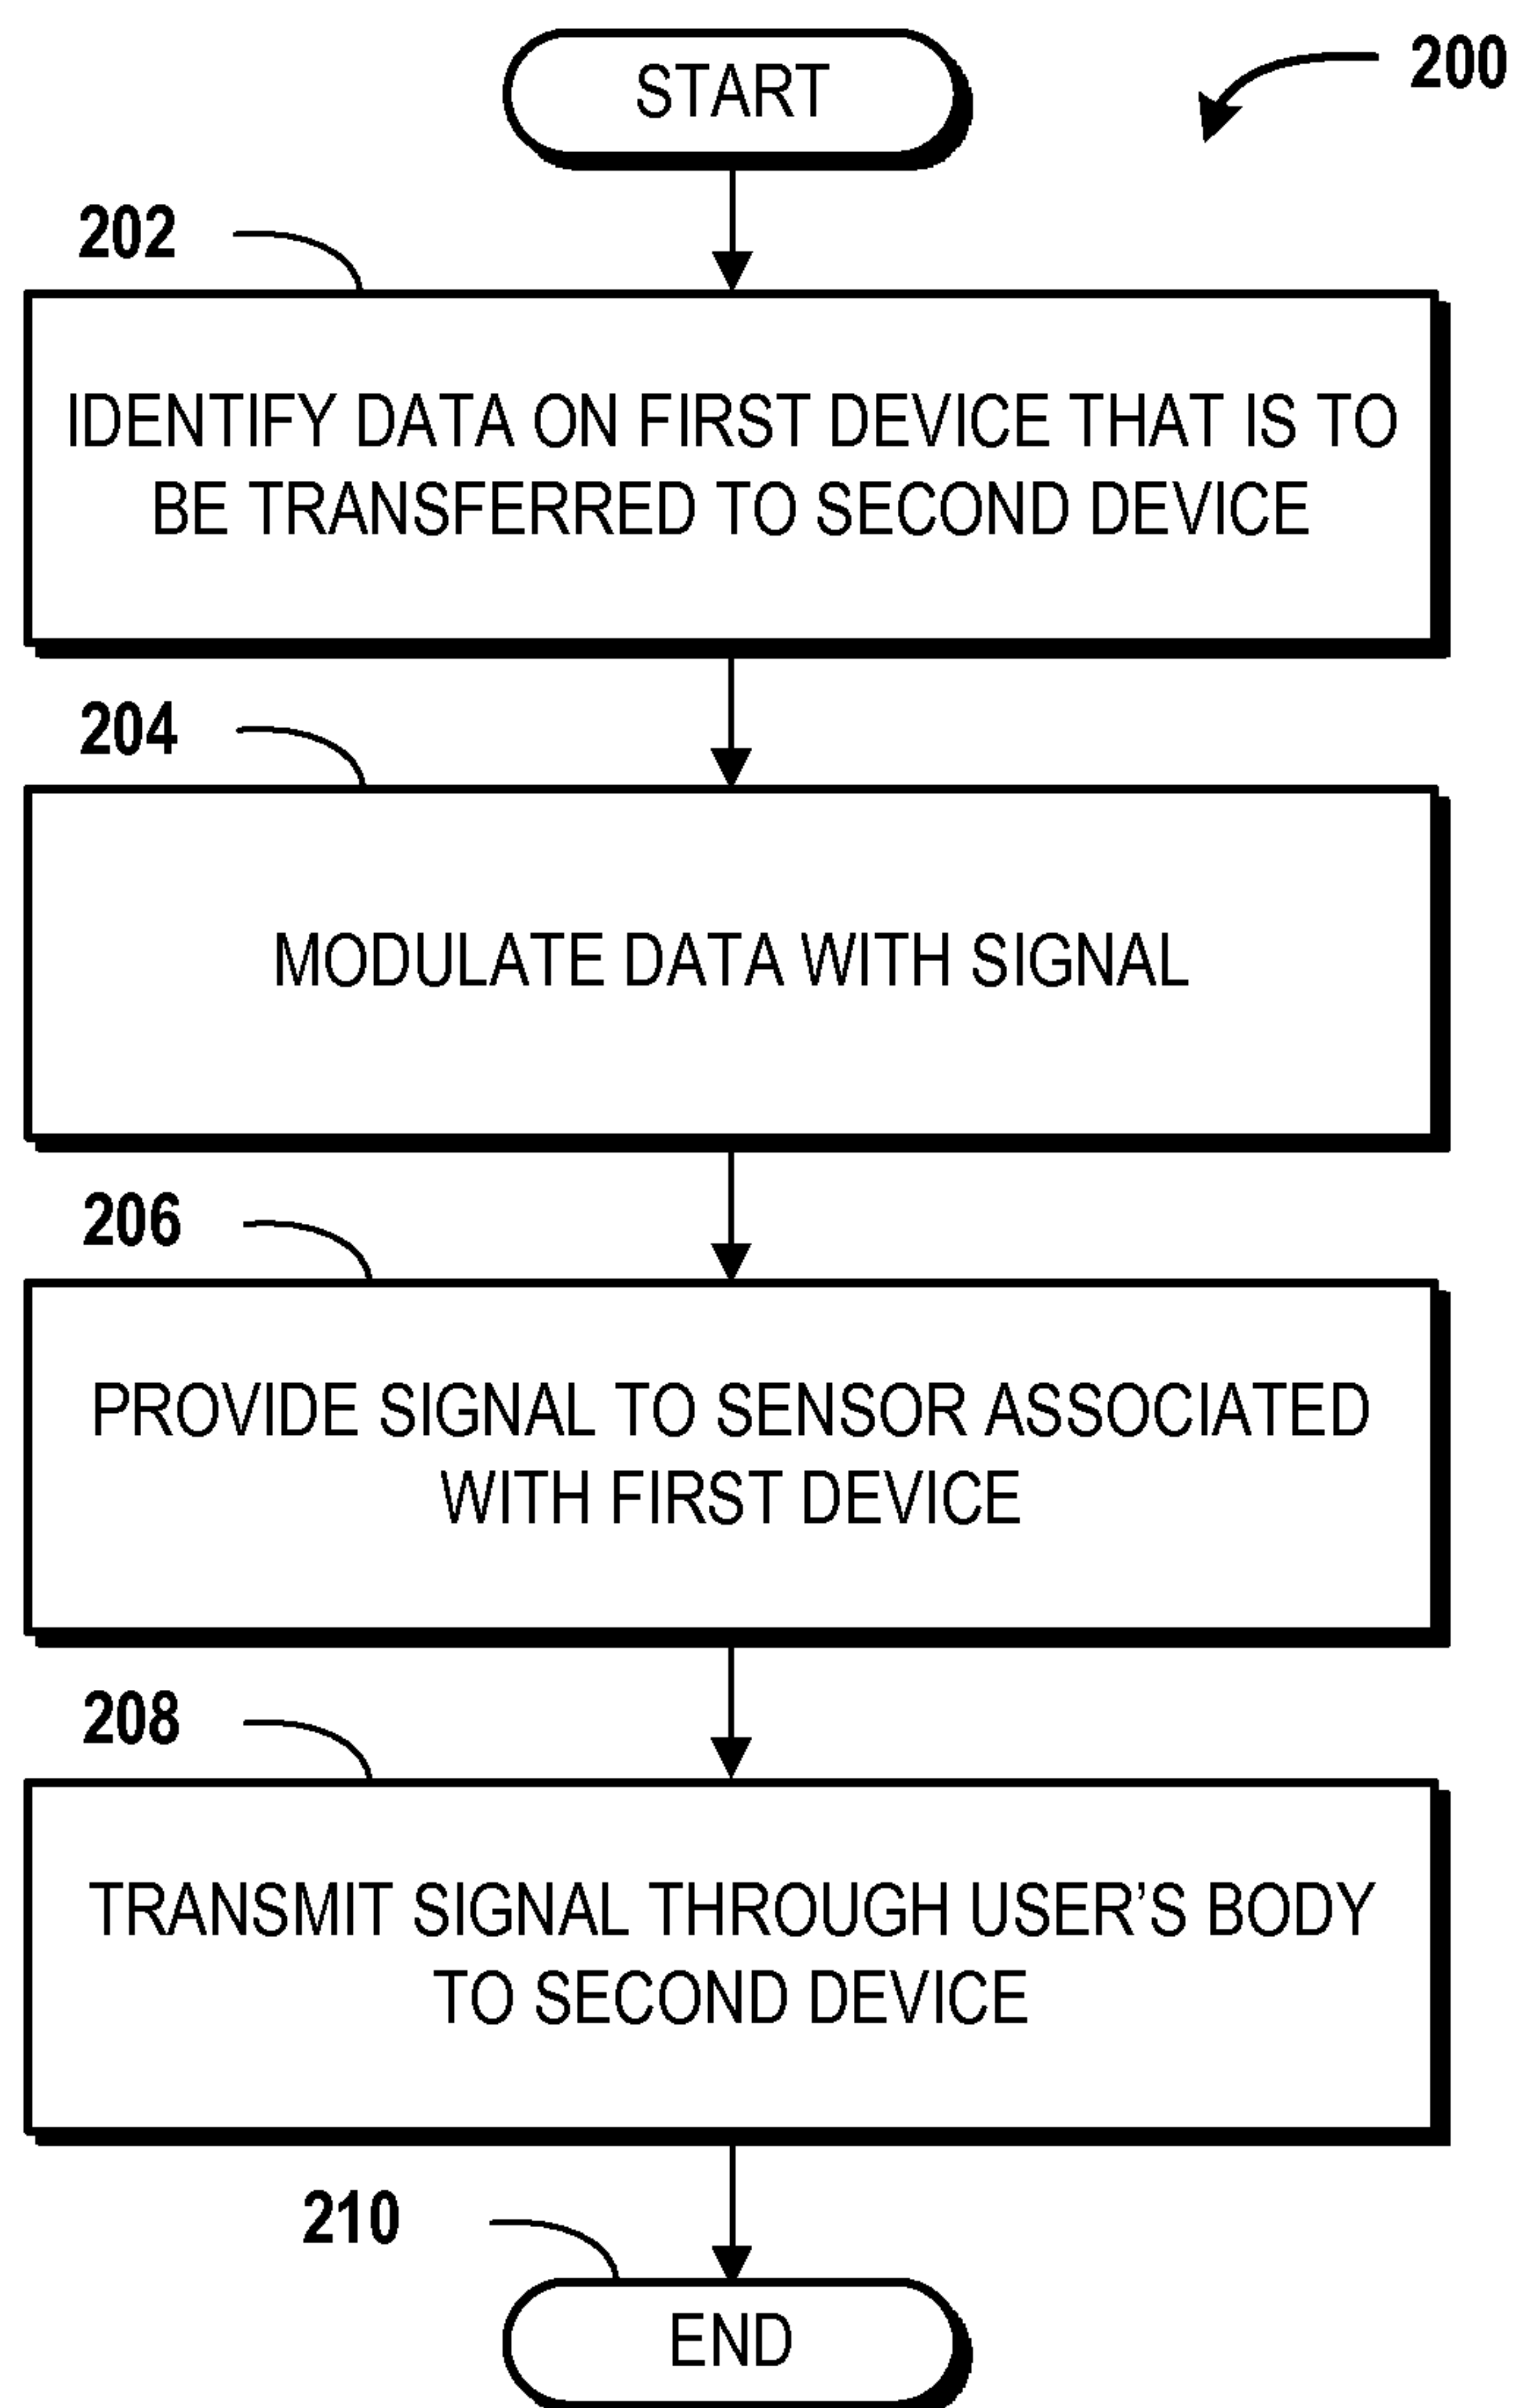 START
200
202
IDENTIFY DATA ON FIRST DEVICE THAT IS TO
BE TRANSFERRED TO SECOND DEVICE
204
MODULATE DATA WITH SIGNAL
206
PROVIDE SIGNAL TO SENSOR ASSOCIATED
WITH FIRST DEVICE
208
TRANSMIT SIGNAL THROUGH USER’S BODY
TO SECOND DEVICE
210
END